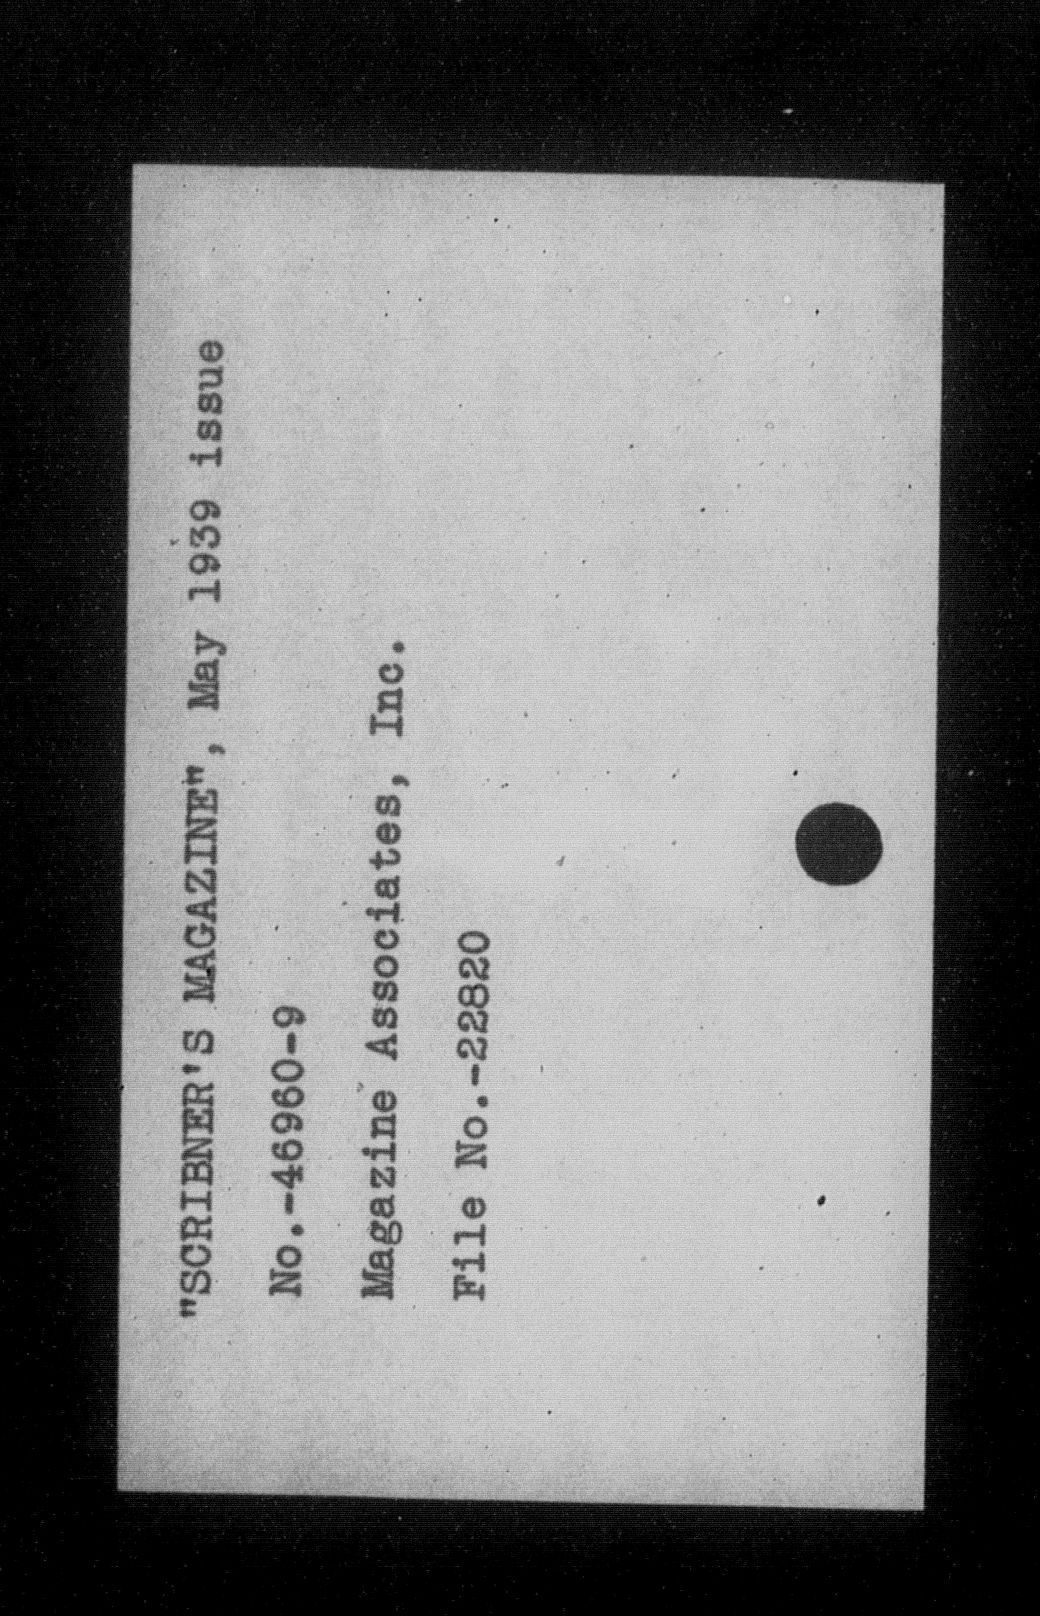 "SCRIBNER'S MAGAZINE", May 1939 issue
No.-46960-9
Magazine Associates, Inc.
File No.-22820